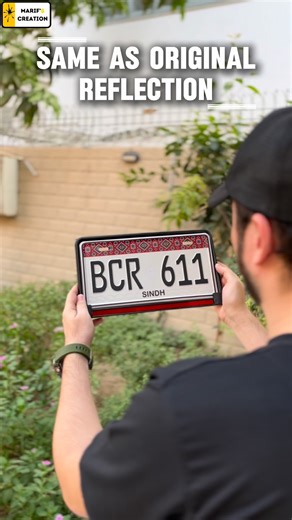 MARIF'S
CREATION
SAME AS ORIGINAL
REFLECTION
BCR 611
SINDH